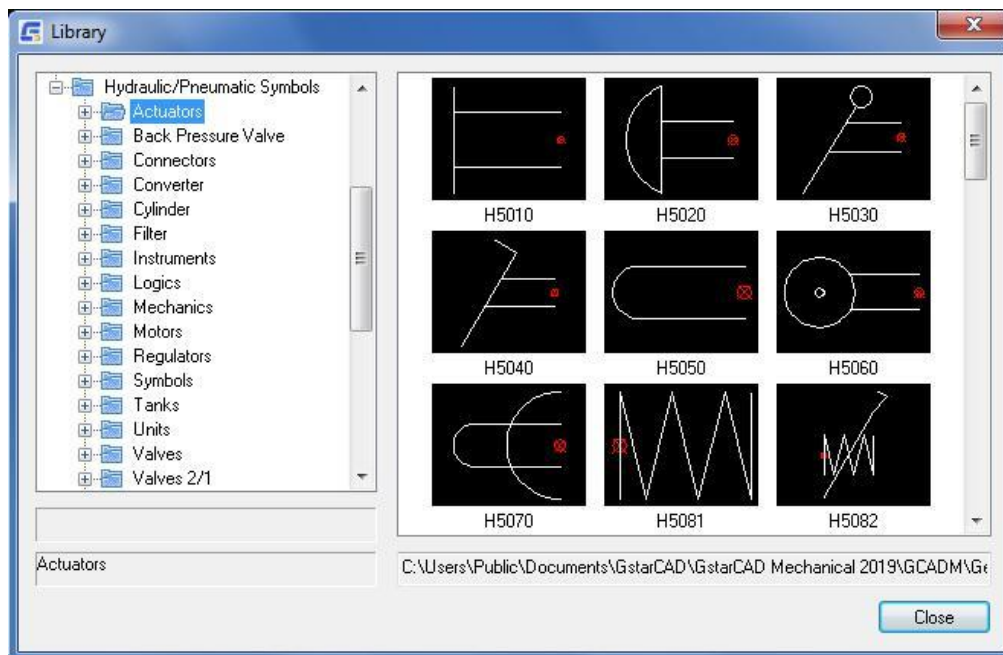 Library
Hydraulic/Pneumatic Symbols
Actuators
Back Pressure Valve
Connectors
Converter
Cylinder
Filter
Instruments
Logics
Mechanics
Motors
Regulators
Symbols
Tanks
Units
Valves
Valves 2/1
H5010
H5020
H5030
H5040
H5050
H5060
H5070
H5081
H5082
Actuators
C:\Users\Public\Documents\GstarCAD\GstarCAD Mechanical 2019\GCADM\Ge
Close